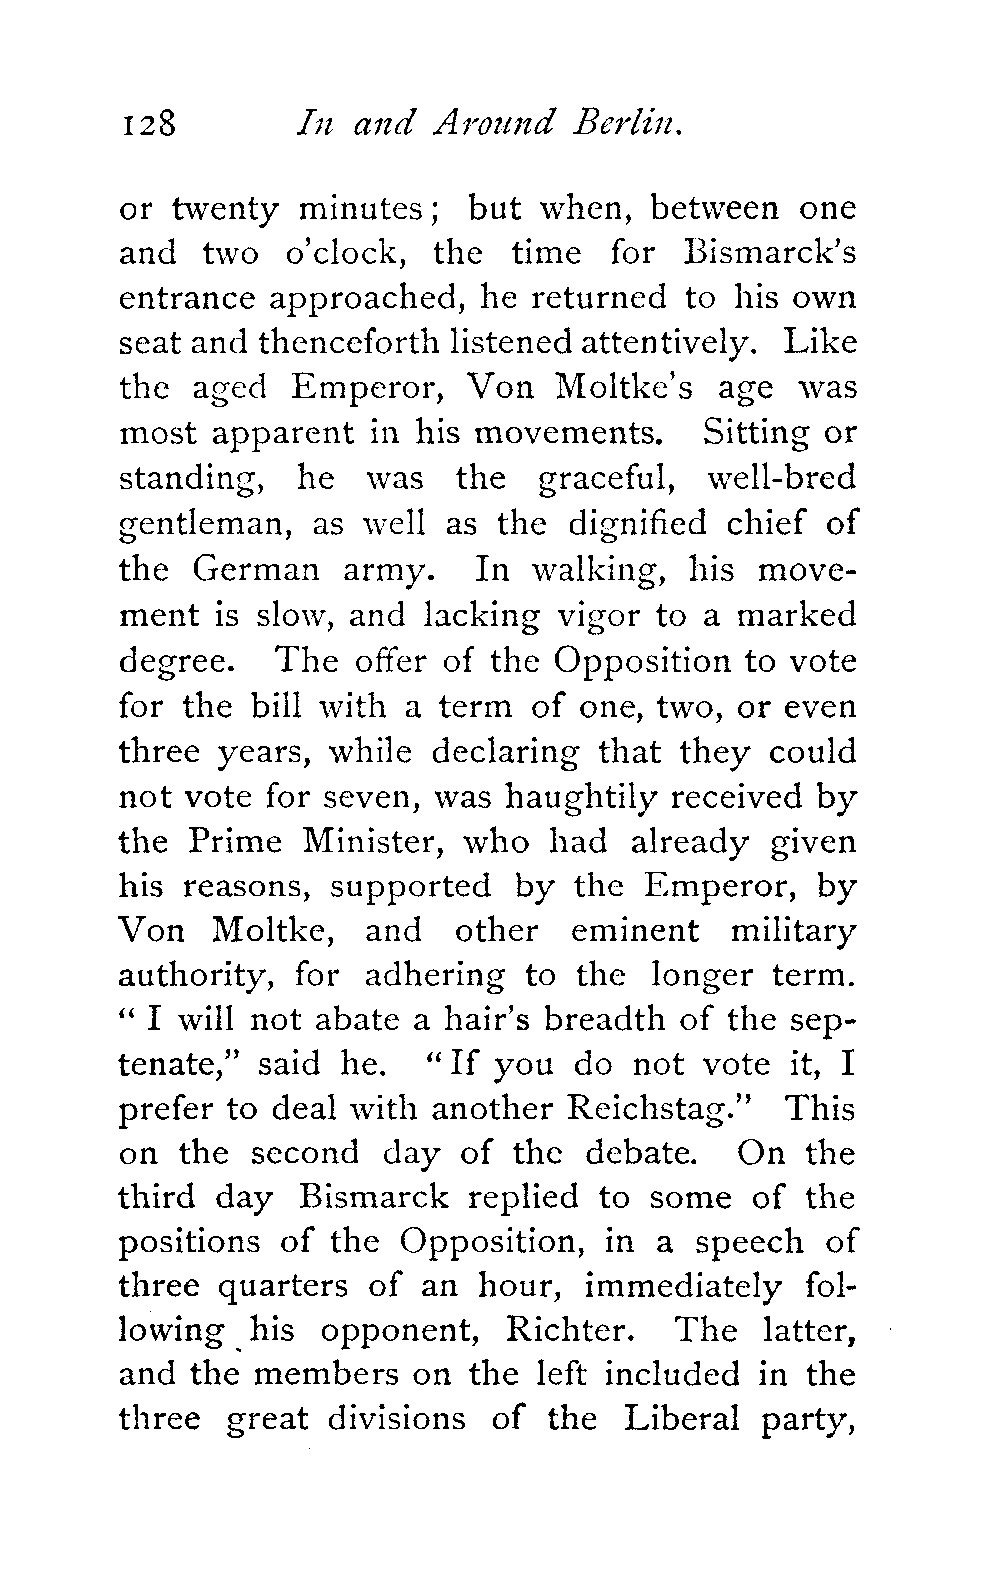 128 In and Around Berlin.
or twenty minutes; but when, between one
and two o'clock, the time for Bismarck's
entrance approached, he returned to his own
seat and thenceforth listened attentively. Like
the aged Emperor, Von Moltke's age was
most apparent in his movements. Sitting or
standing, he was the graceful, well-bred
gentleman, as well as the dignified chief of
the German army. In walking, his move-
ment is slow, and lacking vigor to a marked
degree. The offer of the Opposition to vote
for the bill with a term of one, two, or even
three years, while declaring that they could
not vote for seven, was haughtily received by
the Prime Minister, who had already given
his reasons, supported by the Emperor, by
Von Moltke, and other eminent military
authority, for adhering to the longer term.
“I will not abate a hair's breadth of the sep-
tenate,” said he. “If you do not vote it, I
prefer to deal with another Reichstag.” This
on the second day of the debate. On the
third day Bismarck replied to some of the
positions of the Opposition, in a speech of
three quarters of an hour, immediately fol-
lowing his opponent, Richter. The latter,
and the members on the left included in the
three great divisions of the Liberal party,